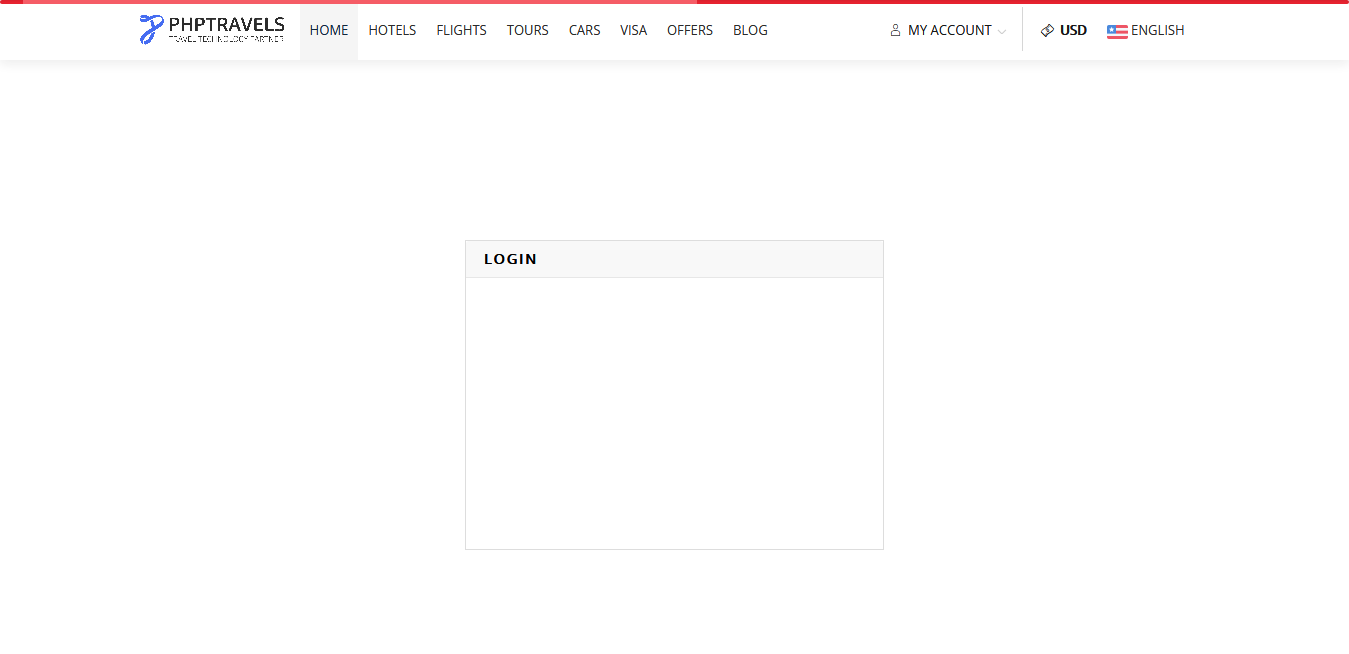 PHPTRAVELS
TRAVEL TECHNOLOGY PARTNER
HOME HOTELS FLIGHTS TOURS CARS VISA OFFERS BLOG MY ACCOUNT USD ENGLISH
LOGIN